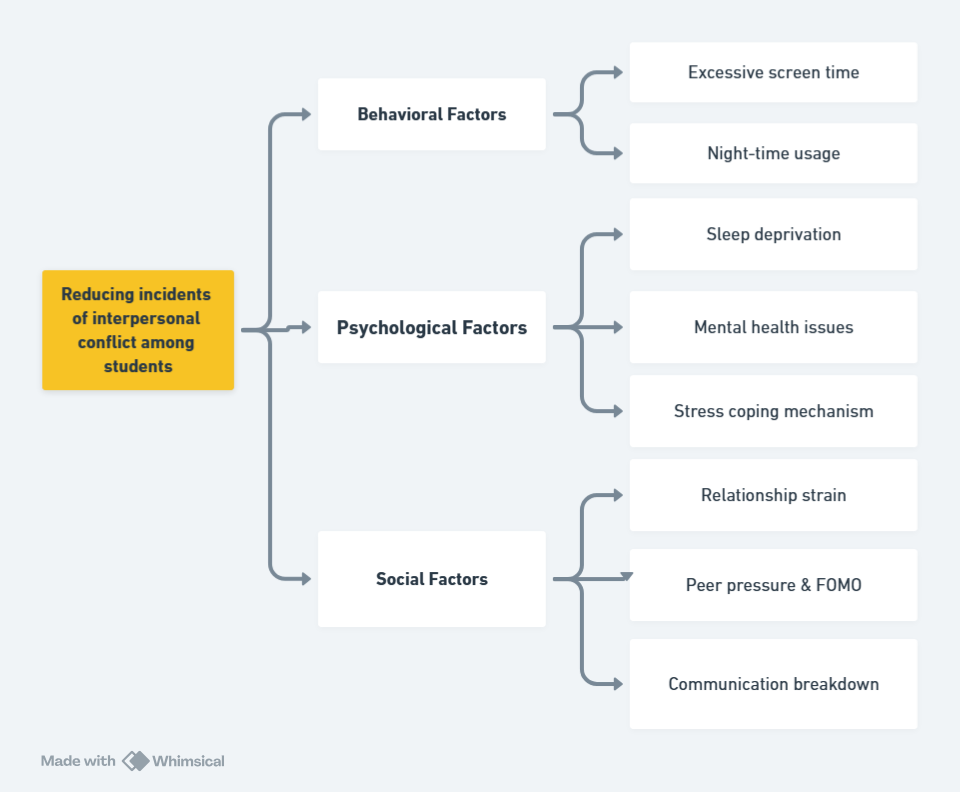 Excessive screen time
Behavioral Factors
Night-time usage
Sleep deprivation
Reducing incidents
of interpersonal
conflict among
students
Psychological Factors
Mental health issues
Stress coping mechanism
Relationship strain
Social Factors
Peer pressure & FOMO
Communication breakdown
Made with Whimsical